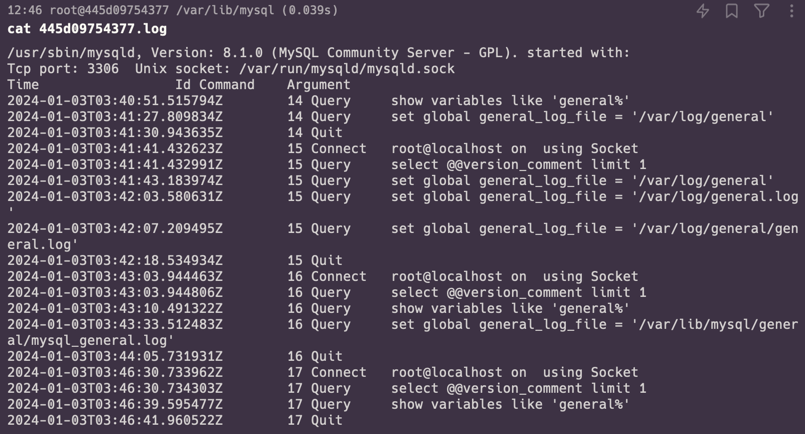 12:46 root@445d09754377 /var/lib/mysql (0.039s)
cat 445d09754377.log
/usr/sbin/mysqld, Version: 8.1.0 (MySQL Community Server - GPL). started with:
Tcp port: 3306  Unix socket: /var/run/mysqld/mysqld.sock
Time                 Id Command    Argument
2024-01-03T03:40:51.515794Z        14 Query     show variables like 'general%'
2024-01-03T03:41:27.809834Z        14 Query     set global general_log_file = '/var/log/general'
2024-01-03T03:41:30.943635Z        14 Quit
2024-01-03T03:41:41.432623Z        15 Connect   root@localhost on  using Socket
2024-01-03T03:41:41.432991Z        15 Query     select @@version_comment limit 1
2024-01-03T03:41:43.183974Z        15 Query     set global general_log_file = '/var/log/general'
2024-01-03T03:42:03.580631Z        15 Query     set global general_log_file = '/var/log/general.log
'
2024-01-03T03:42:07.209495Z        15 Query     set global general_log_file = '/var/log/general/gen
eral.log'
2024-01-03T03:42:18.534934Z        15 Quit
2024-01-03T03:43:03.944463Z        16 Connect   root@localhost on  using Socket
2024-01-03T03:43:03.944806Z        16 Query     select @@version_comment limit 1
2024-01-03T03:43:10.491322Z        16 Query     show variables like 'general%'
2024-01-03T03:43:33.512483Z        16 Query     set global general_log_file = '/var/lib/mysql/gener
al/mysql_general.log'
2024-01-03T03:44:05.731931Z        16 Quit
2024-01-03T03:46:30.733962Z        17 Connect   root@localhost on  using Socket
2024-01-03T03:46:30.734303Z        17 Query     select @@version_comment limit 1
2024-01-03T03:46:39.595477Z        17 Query     show variables like 'general%'
2024-01-03T03:46:41.960522Z        17 Quit